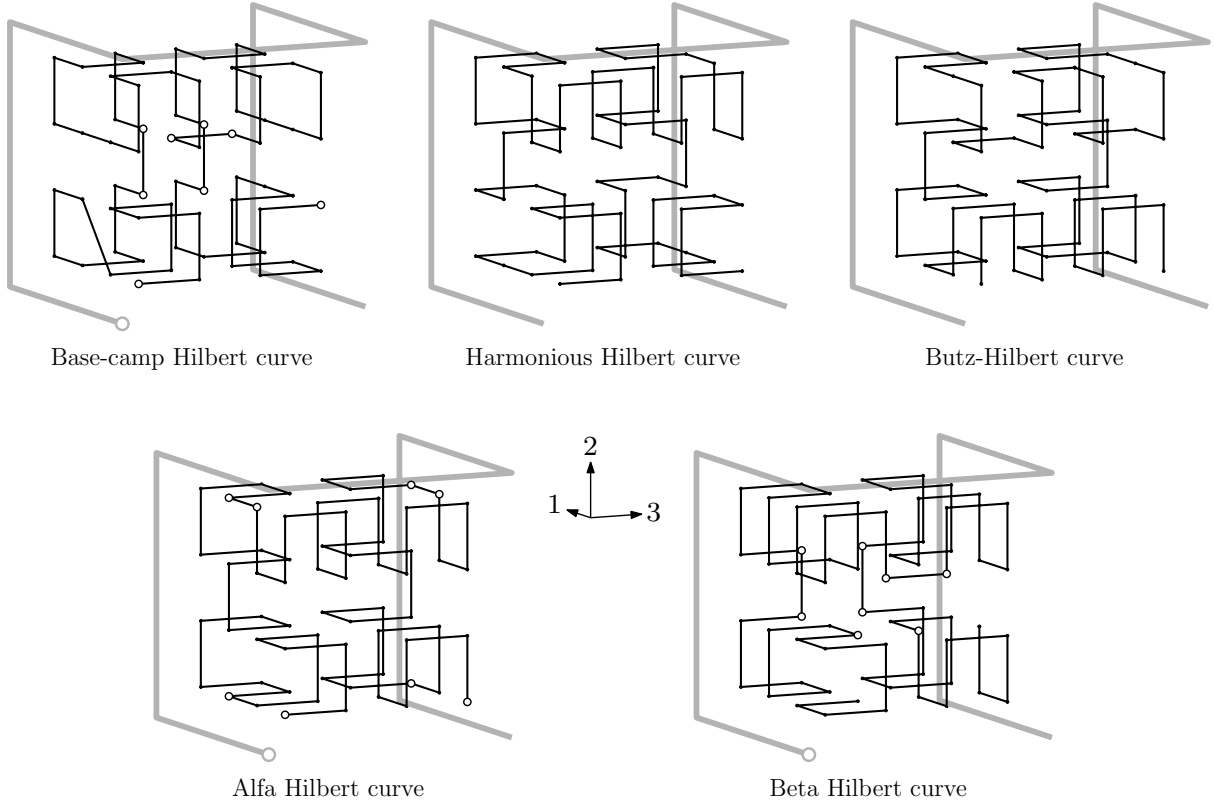 Base-camp Hilbert curve
Harmonious Hilbert curve
Butz-Hilbert curve
2
1
3
Alfa Hilbert curve
Beta Hilbert curve